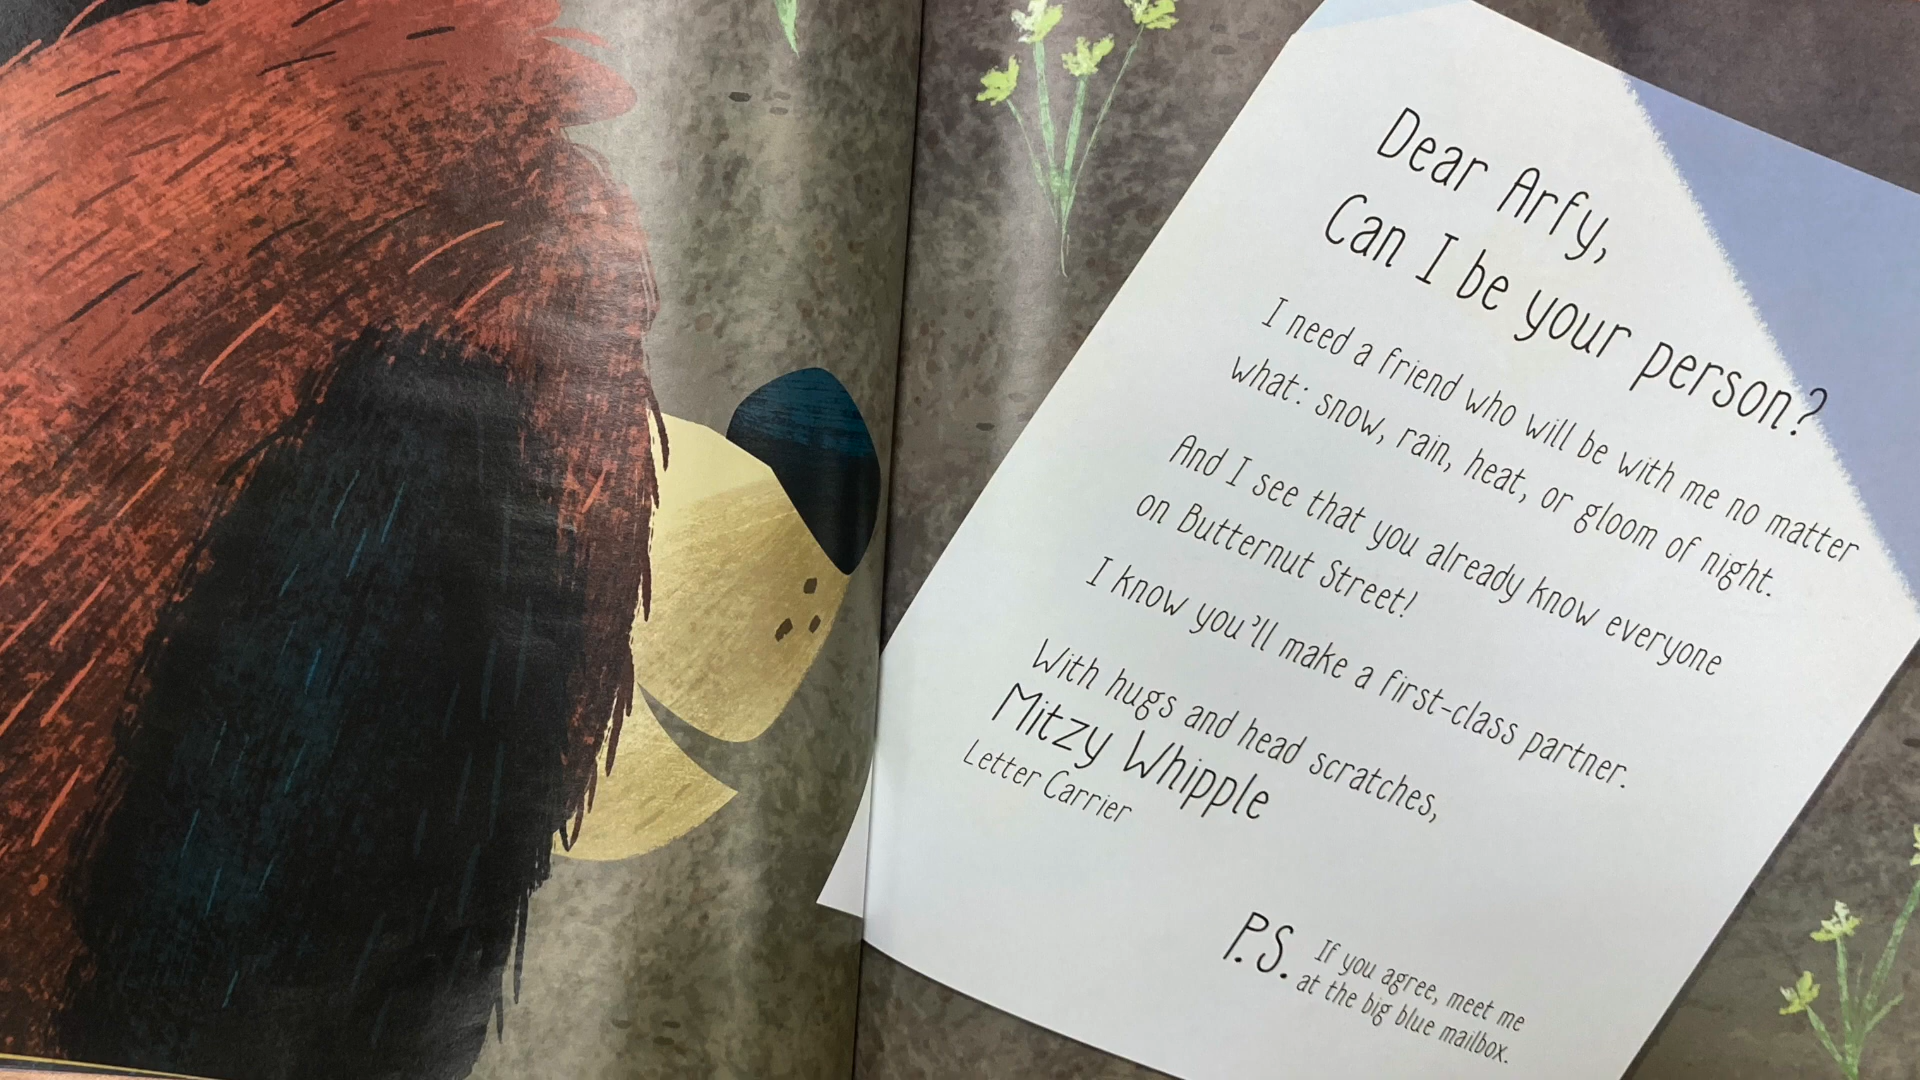 Dear Arfy,
Can I be your person?
I need a friend who will be with me no matter
what: snow, rain, heat, or gloom of night.
And I see that you already know everyone
on Butternut Street!
I know you'll make a first-class partner.
With hugs and head scratches,
Mitzy Whipple
Letter Carrier
P.S. If you agree, meet me
at the big blue mailbox.